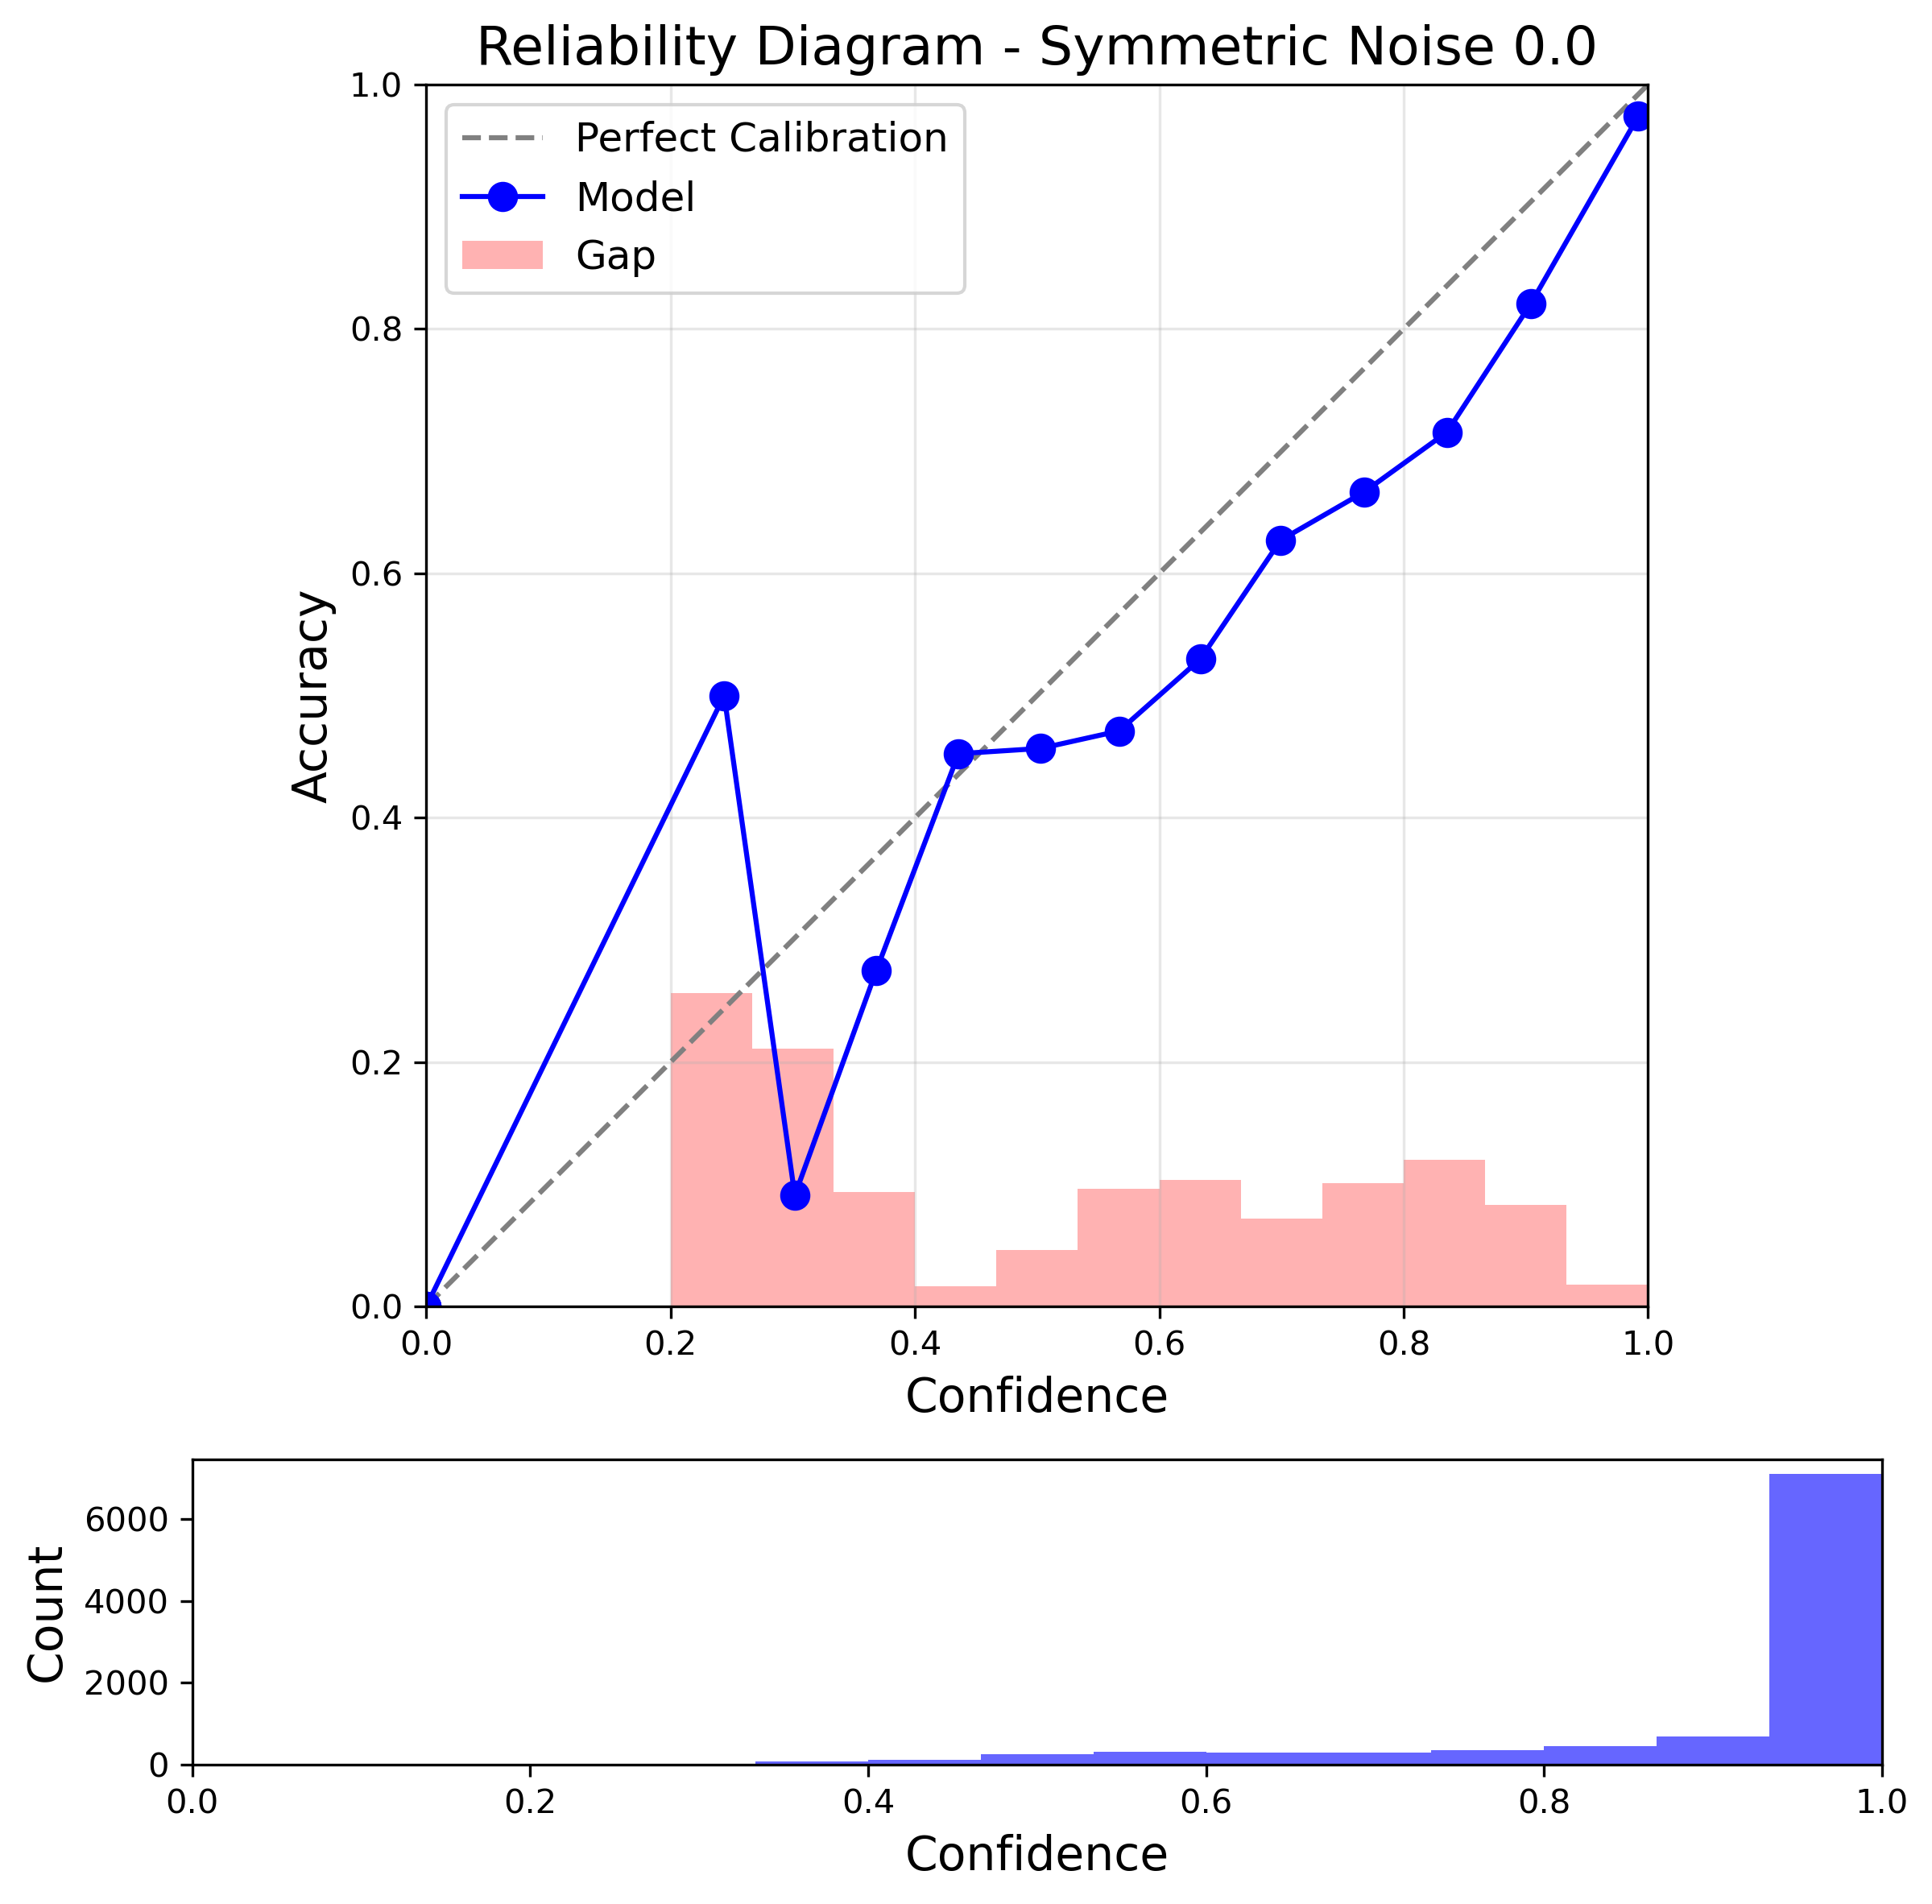 Reliability Diagram - Symmetric Noise 0.0
Perfect Calibration
Model
Gap
1.0
0.8
0.6
0.4
0.2
0.0
Accuracy
0.0 0.2 0.4 0.6 0.8 1.0
Confidence
6000
4000
2000
0
Count
0.0 0.2 0.4 0.6 0.8 1.0
Confidence